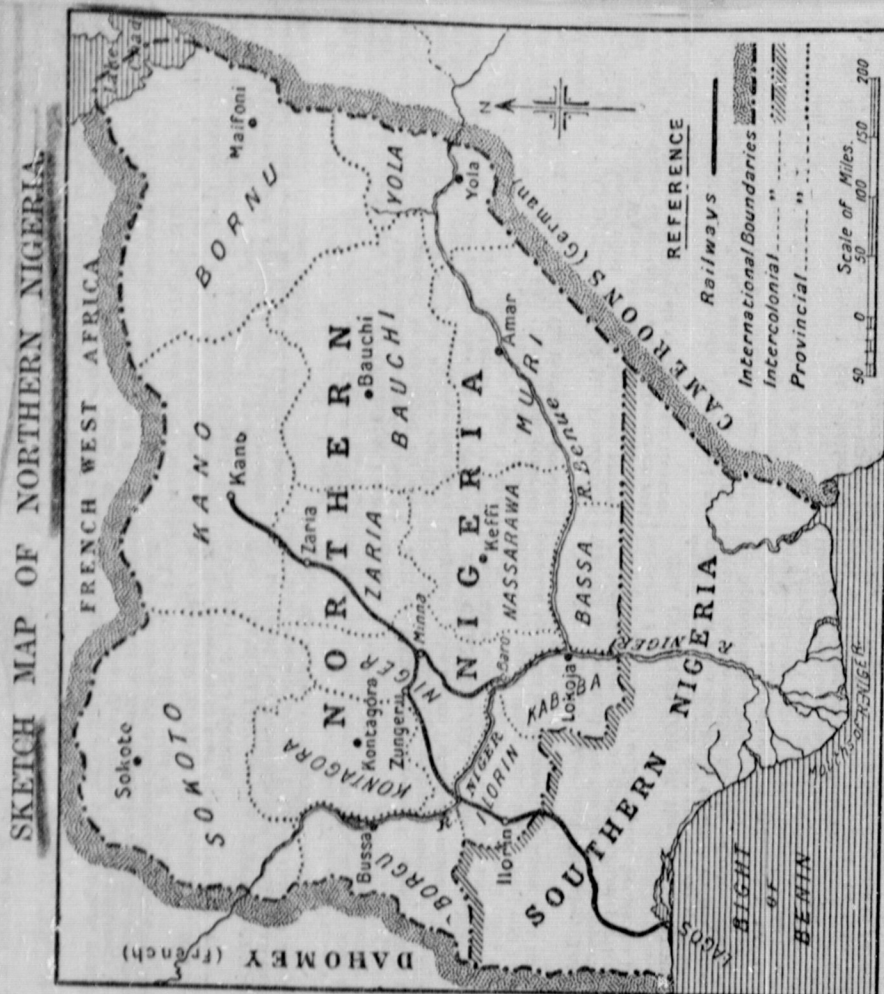 SKETCH MAP OF NORTHERN NIGERIA.
FRENCH WEST AFRICA
Lake Chad
Maifoni
BORNU
SOKOTO
Sokoto
KANO
Kano
Zaria
ZARIA
NORTHERN
NIGERIA
Bauchi
BAUCHI
YOLA
Yola
MURI
Amar
R. Benue
NASSARAWA
Keffi
BASSA
Minna
NIGER
Zungeru
Kontagora
KONTAGORA
Baro
Bussa
BORGU
R. NIGER
ILORIN
Ilorin
KABBA
Lokoja
R. NIGER
DAHOMEY (French)
SOUTHERN NIGERIA
CAMEROONS (German)
LAGOS
BIGHT
OF
BENIN
Mouths of R. NIGER
N
REFERENCE
Railways
International Boundaries
Intercolonial "
Provincial "
Scale of Miles.
50 0 50 100 150 200